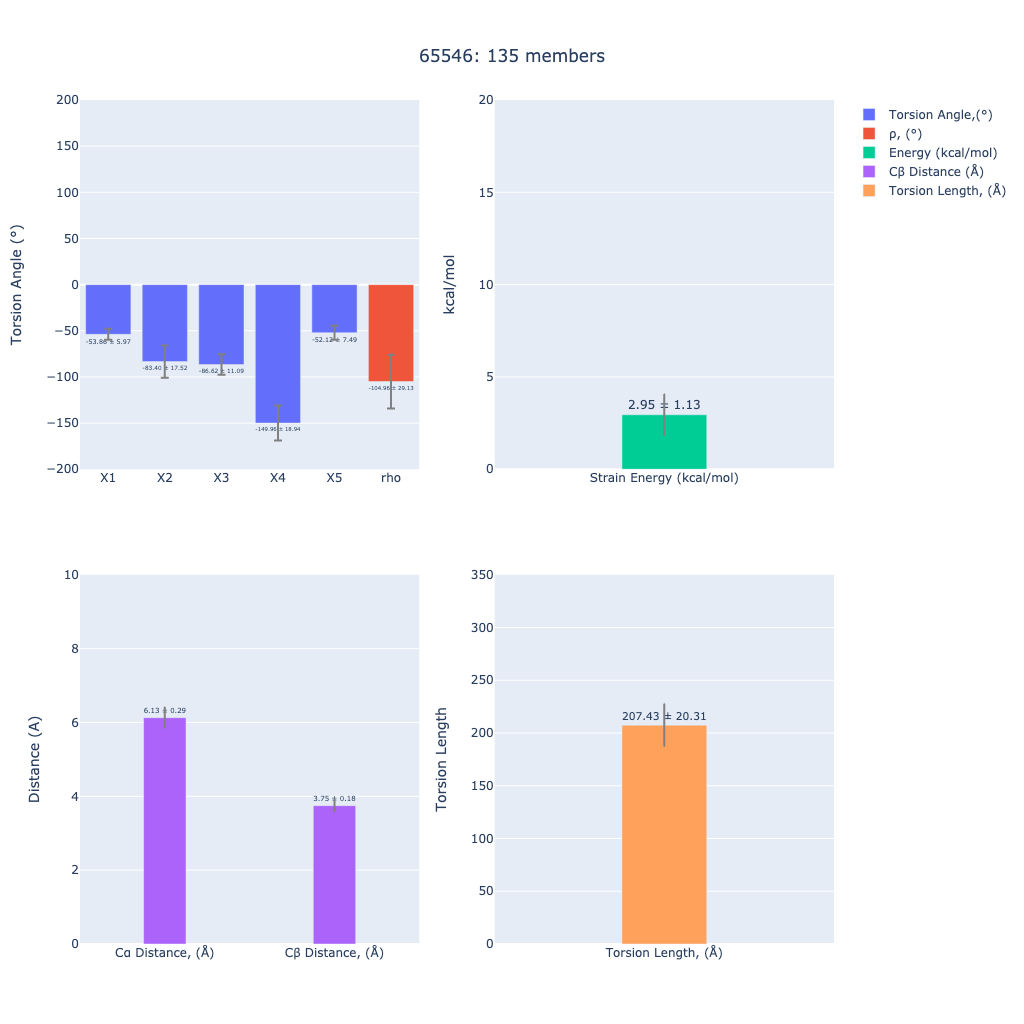 65546: 135 members
Torsion Angle (°)
200
150
100
50
0
−50
−100
−150
−200
-53.86 ± 5.97
-83.40 ± 17.52
-86.62 ± 11.09
-149.96 ± 18.94
-52.12 ± 7.49
-104.96 ± 29.13
X1 X2 X3 X4 X5 rho
kcal/mol
20
15
10
5
0
2.95 ± 1.13
Strain Energy (kcal/mol)
Torsion Angle,(°)
ρ, (°)
Energy (kcal/mol)
Cβ Distance (Å)
Torsion Length, (Å)
Distance (A)
10
8
6
4
2
0
6.13 ± 0.29
3.75 ± 0.18
Cα Distance, (Å) Cβ Distance, (Å)
Torsion Length
350
300
250
200
150
100
50
0
207.43 ± 20.31
Torsion Length, (Å)